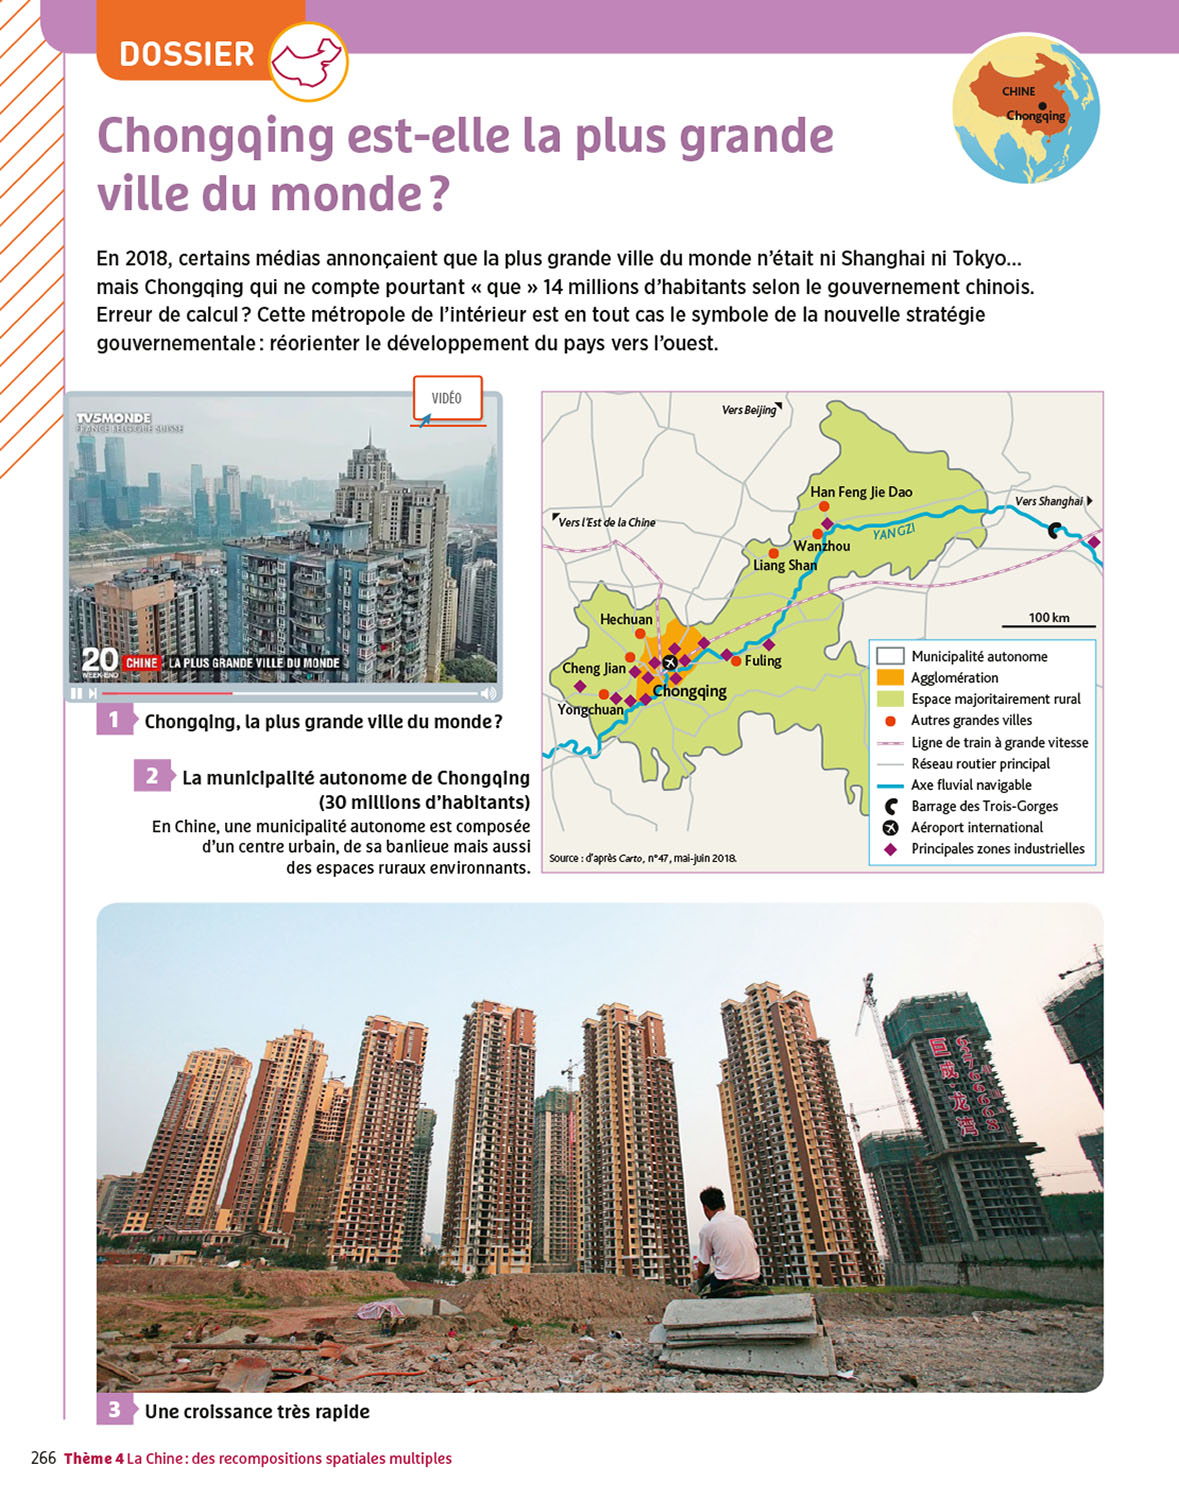 DOSSIER
CHINE
Chongqing
Chongqing est-elle la plus grande
ville du monde ?
En 2018, certains médias annonçaient que la plus grande ville du monde n’était ni Shanghai ni Tokyo...
mais Chongqing qui ne compte pourtant « que » 14 millions d’habitants selon le gouvernement chinois.
Erreur de calcul ? Cette métropole de l’intérieur est en tout cas le symbole de la nouvelle stratégie
gouvernementale : réorienter le développement du pays vers l’ouest.
VIDÉO
TV5MONDE
FRANCE BELGIQUE SUISSE
20
WEEK-END
CHINE
LA PLUS GRANDE VILLE DU MONDE
1 Chongqing, la plus grande ville du monde ?
2 La municipalité autonome de Chongqing
(30 millions d’habitants)
En Chine, une municipalité autonome est composée
d’un centre urbain, de sa banlieue mais aussi
des espaces ruraux environnants.
Vers Beijing
Han Feng Jie Dao
Vers Shanghai
Vers l’Est de la Chine
YANGZI
Wanzhou
Liang Shan
100 km
Hechuan
Cheng Jian
Fuling
Chongqing
Yongchuan
Municipalité autonome
Agglomération
Espace majoritairement rural
Autres grandes villes
Ligne de train à grande vitesse
Réseau routier principal
Axe fluvial navigable
Barrage des Trois-Gorges
Aéroport international
Principales zones industrielles
Source : d’après Carto, n°47, mai-juin 2018.
巨成·龙湾
3 Une croissance très rapide
266 Thème 4 La Chine : des recompositions spatiales multiples